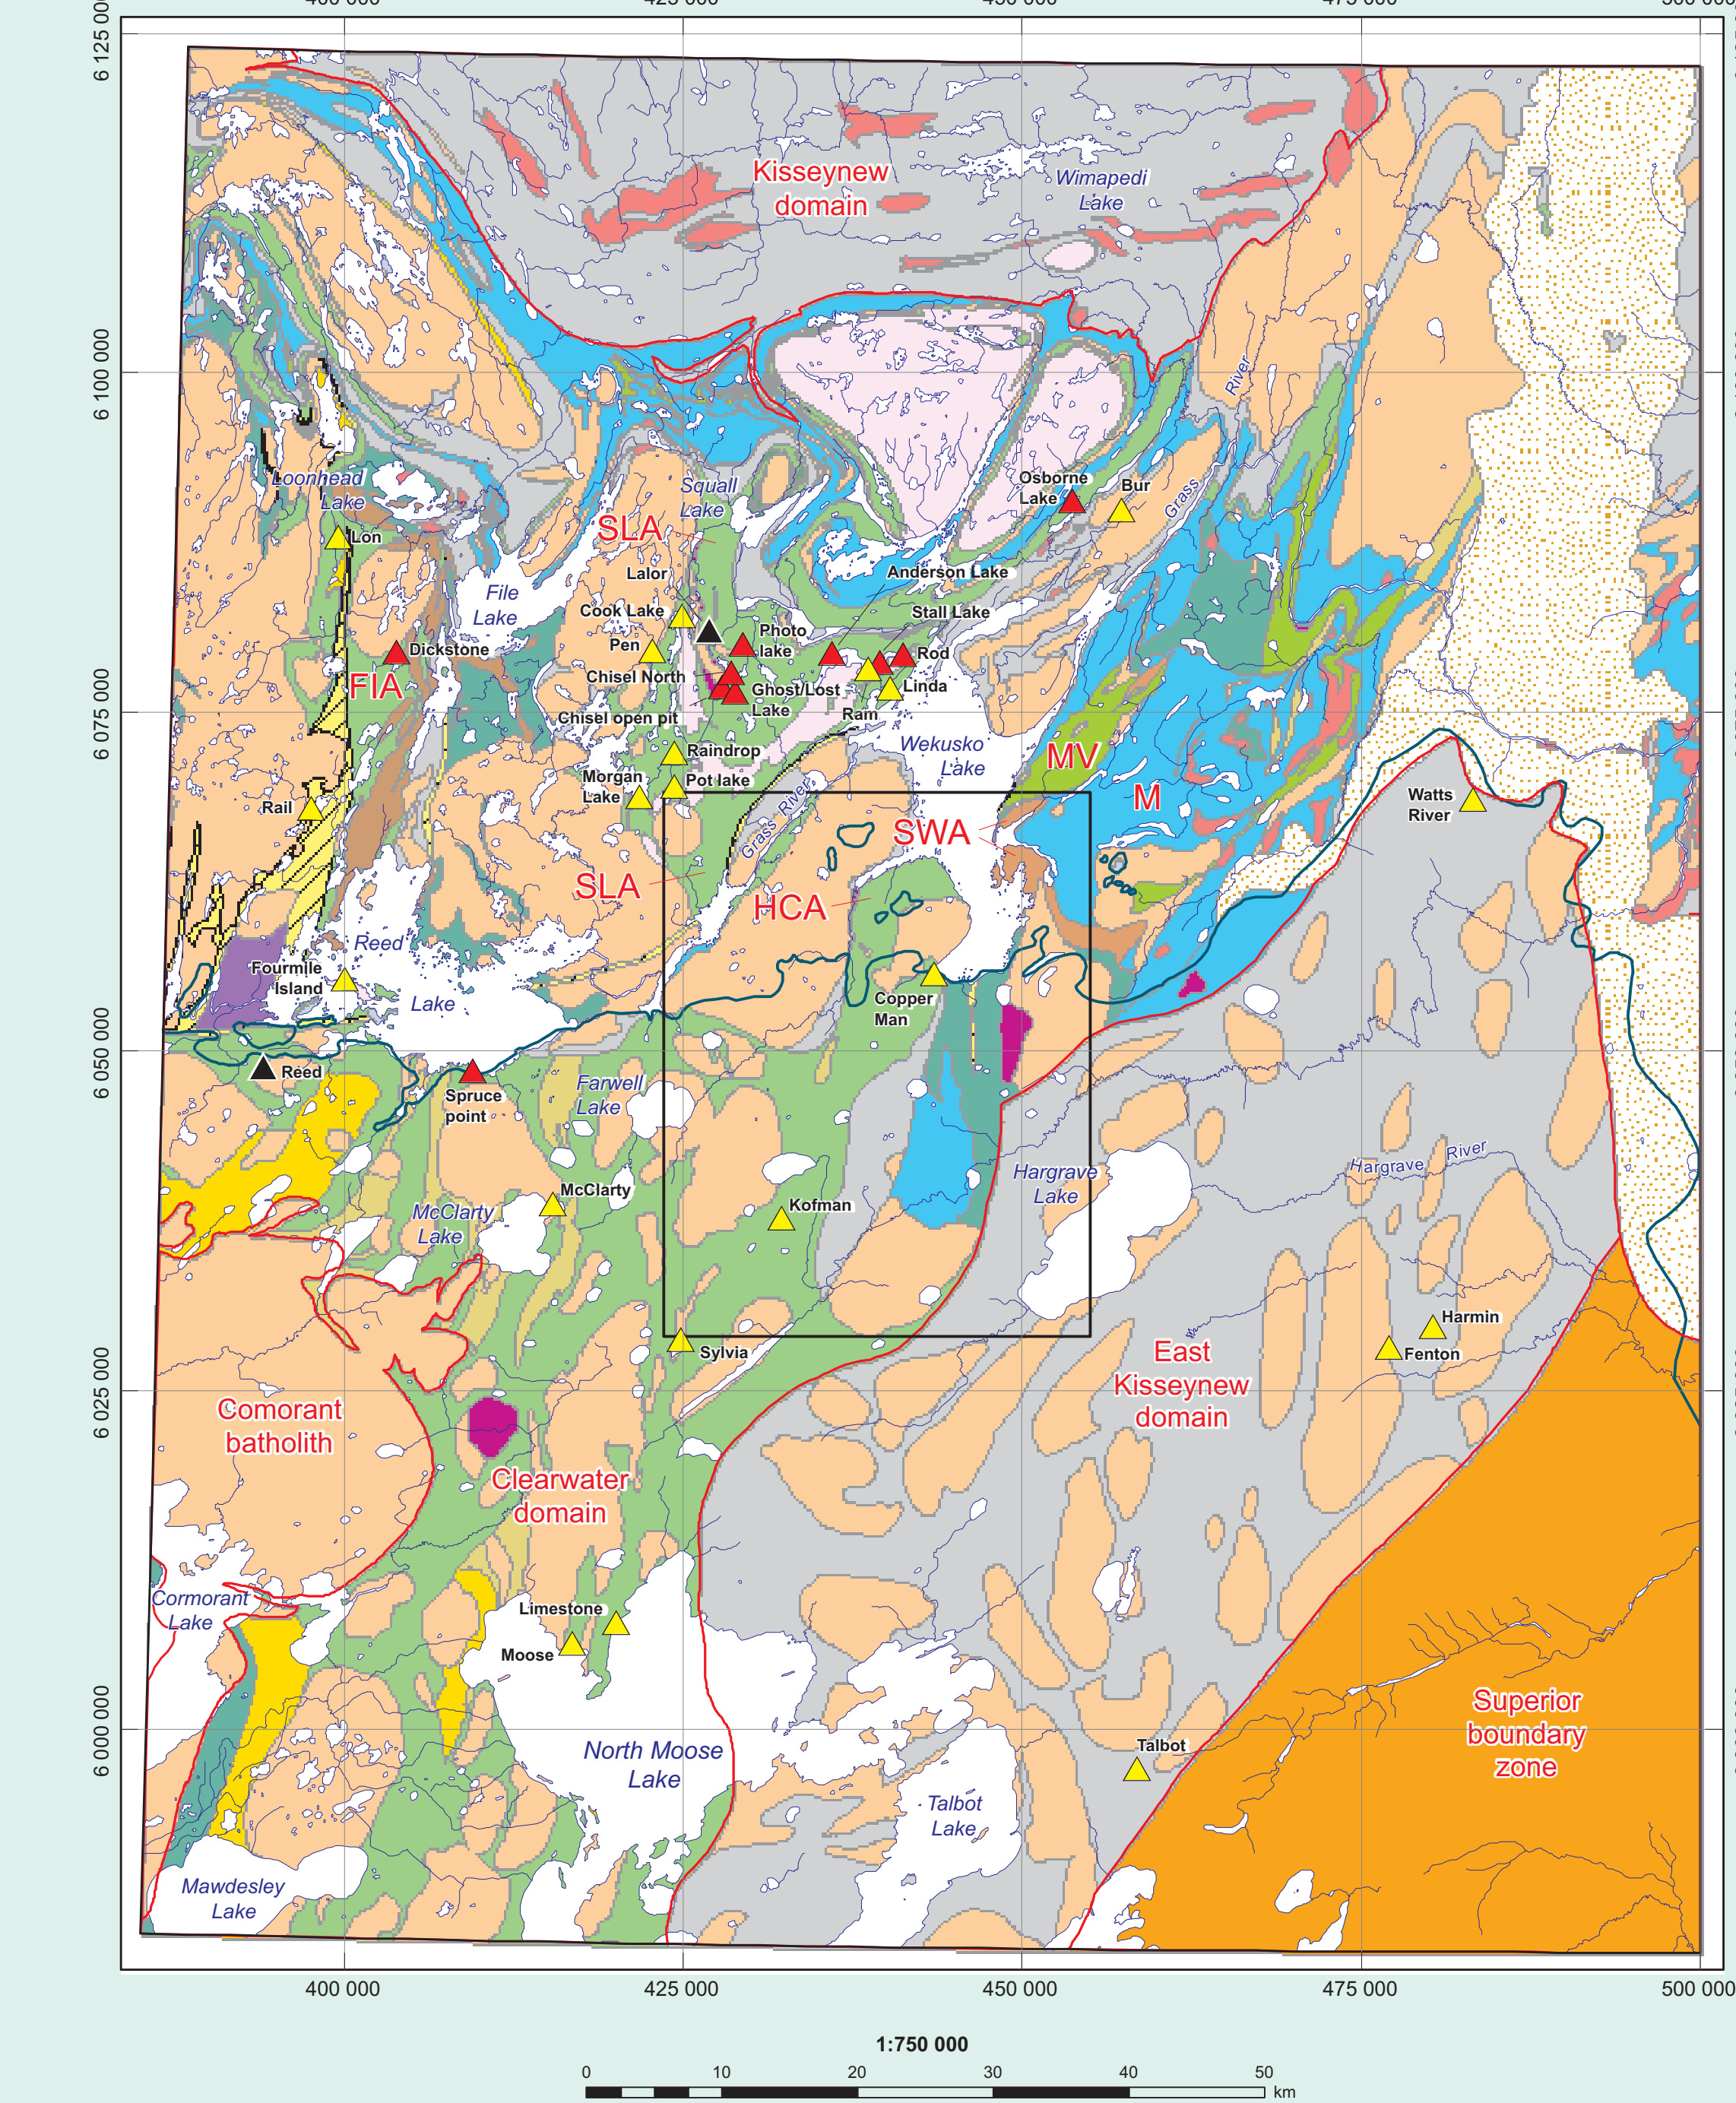 6 125 000
Kisseynew
domain
Wimapedi
Lake
6 100 000
River
Loonhead
Lake
Squall
Lake
Osborne
Lake
Bur
Grass
SLA
Lon
Lalor
Anderson Lake
File
Lake
Cook Lake
Stall Lake
Pen
Photo
lake
Dickstone
Rod
FIA
Chisel North
Ghost/Lost
Lake
Linda
Chisel open pit
Ram
6 075 000
Raindrop
Wekusko
Lake
MV
Morgan
Lake
Pot lake
M
Watts
River
Rail
Grass River
SWA
SLA
HCA
Reed
Lake
Fourmile
Island
Copper
Man
6 050 000
Reed
Spruce
point
Farwell
Lake
Hargrave
Lake
Hargrave River
McClarty
McClarty
Lake
Kofman
Sylvia
Harmin
Fenton
East
Kisseynew
domain
6 025 000
Comorant
batholith
Clearwater
domain
Cormorant
Lake
Limestone
Moose
6 000 000
North Moose
Lake
Talbot
Superior
boundary
zone
Talbot
Lake
Mawdesley
Lake
400 000
425 000
450 000
475 000
500 000
1:750 000
0 10 20 30 40 50
km